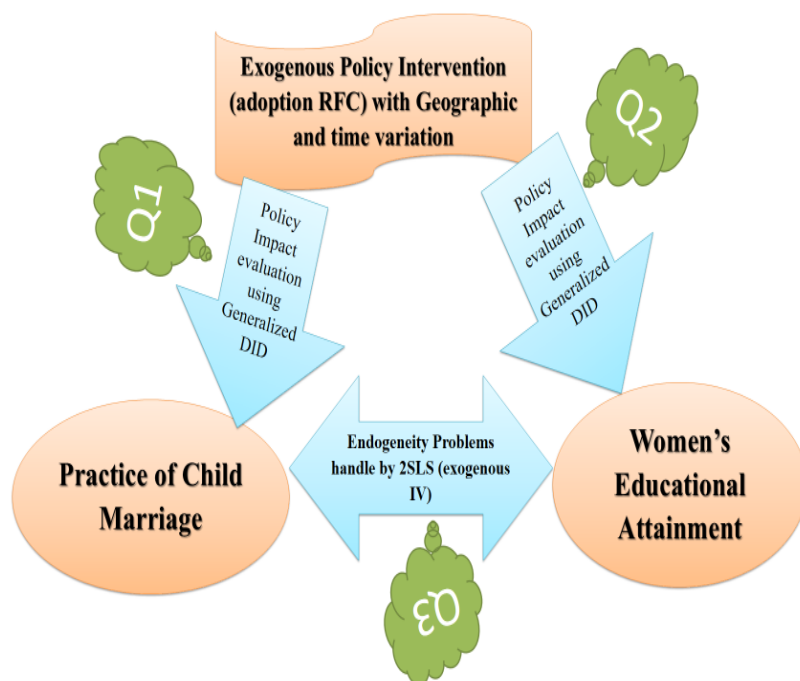 Exogenous Policy Intervention
(adoption RFC) with Geographic
and time variation
Q1
Q2
Policy
Impact
evaluation
using
Generalized
DID
Policy
Impact
evaluation
using
Generalized
DID
Practice of Child
Marriage
Endogeneity Problems
handle by 2SLS (exogenous
IV)
Women’s
Educational
Attainment
Q3